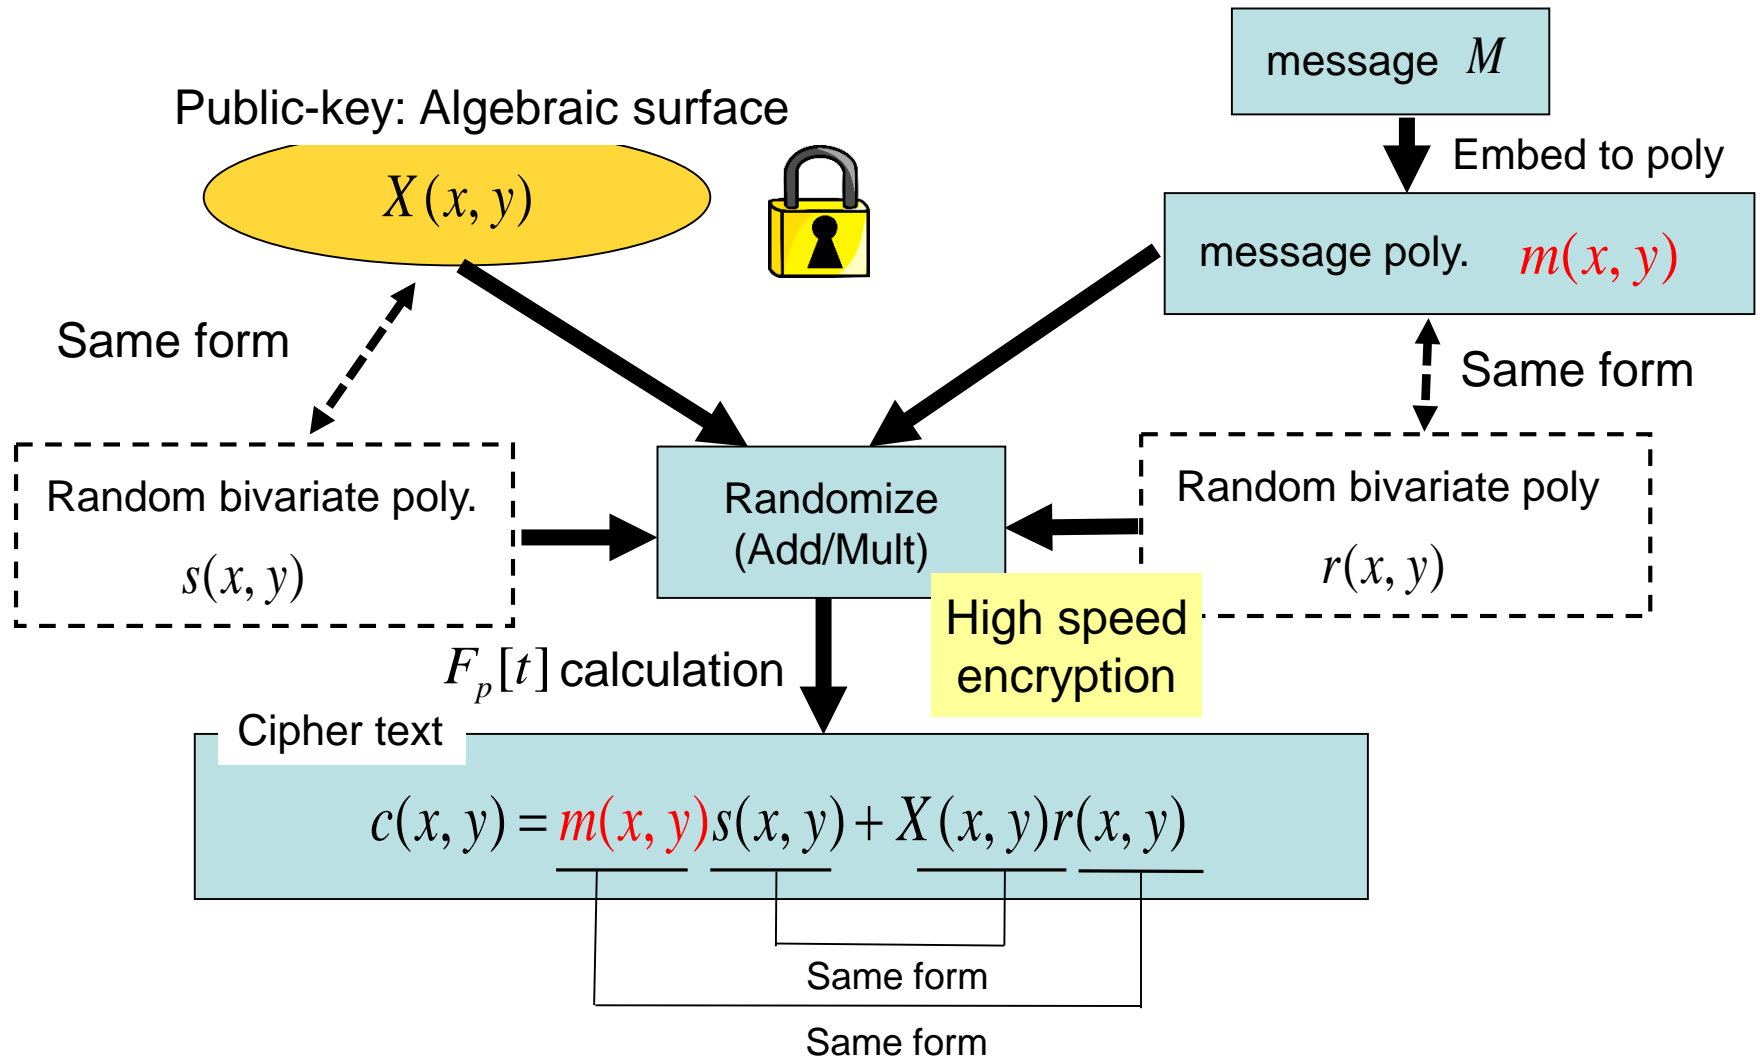 message M
Public-key: Algebraic surface
Embed to poly
X(x, y)
message poly. m(x, y)
Same form
Same form
Random bivariate poly.
s(x, y)
Randomize
(Add/Mult)
Random bivariate poly
r(x, y)
High speed
encryption
F_p[t] calculation
Cipher text
c(x, y) = m(x, y)s(x, y) + X(x, y)r(x, y)
Same form
Same form